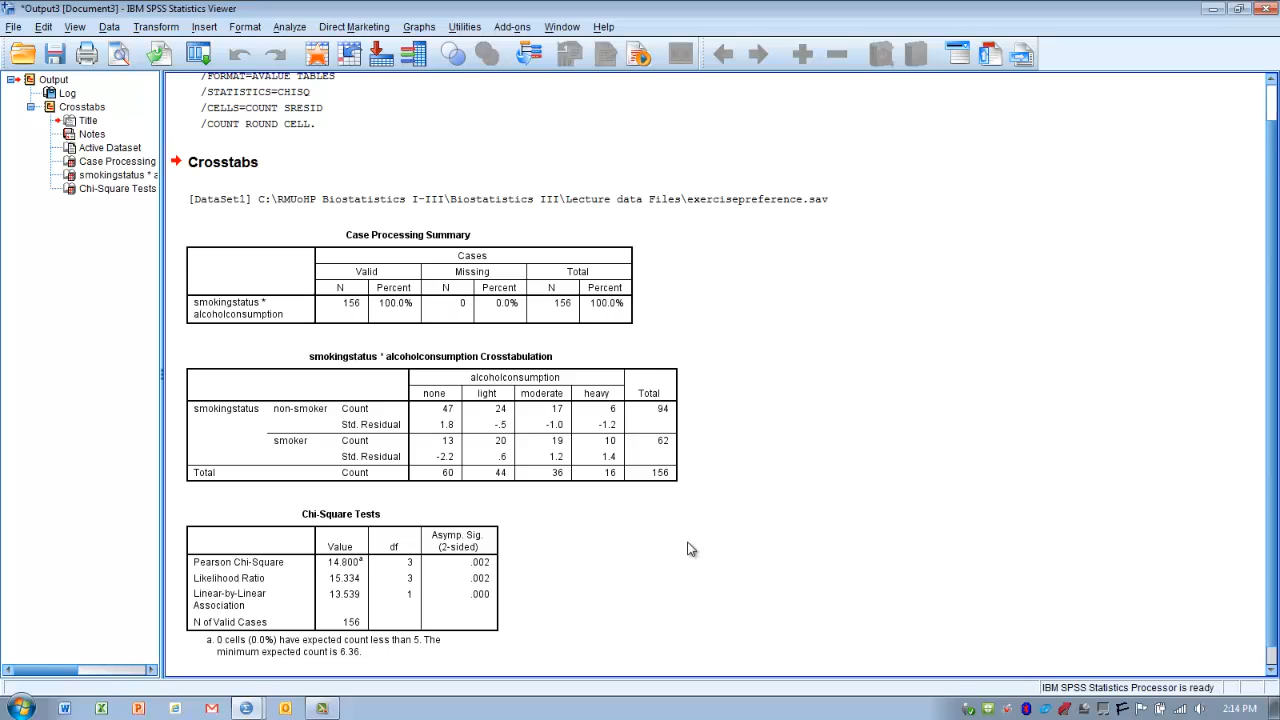 *Output3 [Document3] - IBM SPSS Statistics Viewer
File Edit View Data Transform Insert Format Analyze Direct Marketing Graphs Utilities Add-ons Window Help
Output
Log
Crosstabs
Title
Notes
Active Dataset
Case Processing
smokingstatus * a
Chi-Square Tests
/FORMAT=AVALUE TABLES
/STATISTICS=CHISQ
/CELLS=COUNT SRESID
/COUNT ROUND CELL.
Crosstabs
[DataSet1] C:\RMUoHP Biostatistics I-III\Biostatistics III\Lecture data Files\exercisepreference.sav
Case Processing Summary
Cases
Valid Missing Total
N Percent N Percent N Percent
smokingstatus * 156 100.0% 0 0.0% 156 100.0%
alcoholconsumption
smokingstatus * alcoholconsumption Crosstabulation
alcoholconsumption
none light moderate heavy Total
smokingstatus non-smoker Count 47 24 17 6 94
Std. Residual 1.8 -.5 -1.0 -1.2
smoker Count 13 20 19 10 62
Std. Residual -2.2 .6 1.2 1.4
Total Count 60 44 36 16 156
Chi-Square Tests
Value df Asymp. Sig. (2-sided)
Pearson Chi-Square 14.800a 3 .002
Likelihood Ratio 15.334 3 .002
Linear-by-Linear 13.539 1 .000
Association
N of Valid Cases 156
a. 0 cells (0.0%) have expected count less than 5. The
minimum expected count is 6.36.
IBM SPSS Statistics Processor is ready
2:14 PM